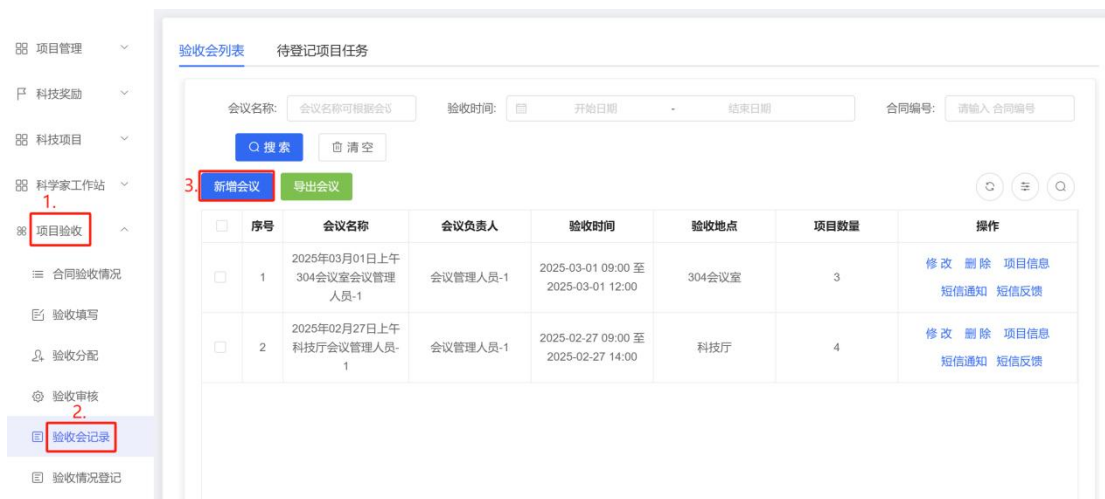 项目管理
科技奖励
科技项目
科学家工作站
1.
项目验收
合同验收情况
验收填写
验收分配
验收审核
2.
验收会记录
验收情况登记
验收会列表 待登记项目任务
会议名称: 会议名称可根据会议 验收时间: 开始日期 - 结束日期 合同编号: 请输入 合同编号
搜 索 清 空
3. 新增会议 导出会议
序号 会议名称 会议负责人 验收时间 验收地点 项目数量 操作
1 2025年03月01日上午304会议室会议管理人员-1 会议管理人员-1 2025-03-01 09:00 至 2025-03-01 12:00 304会议室 3 修 改 删 除 项目信息 短信通知 短信反馈
2 2025年02月27日上午科技厅会议管理人员-1 会议管理人员-1 2025-02-27 09:00 至 2025-02-27 14:00 科技厅 4 修 改 删 除 项目信息 短信通知 短信反馈